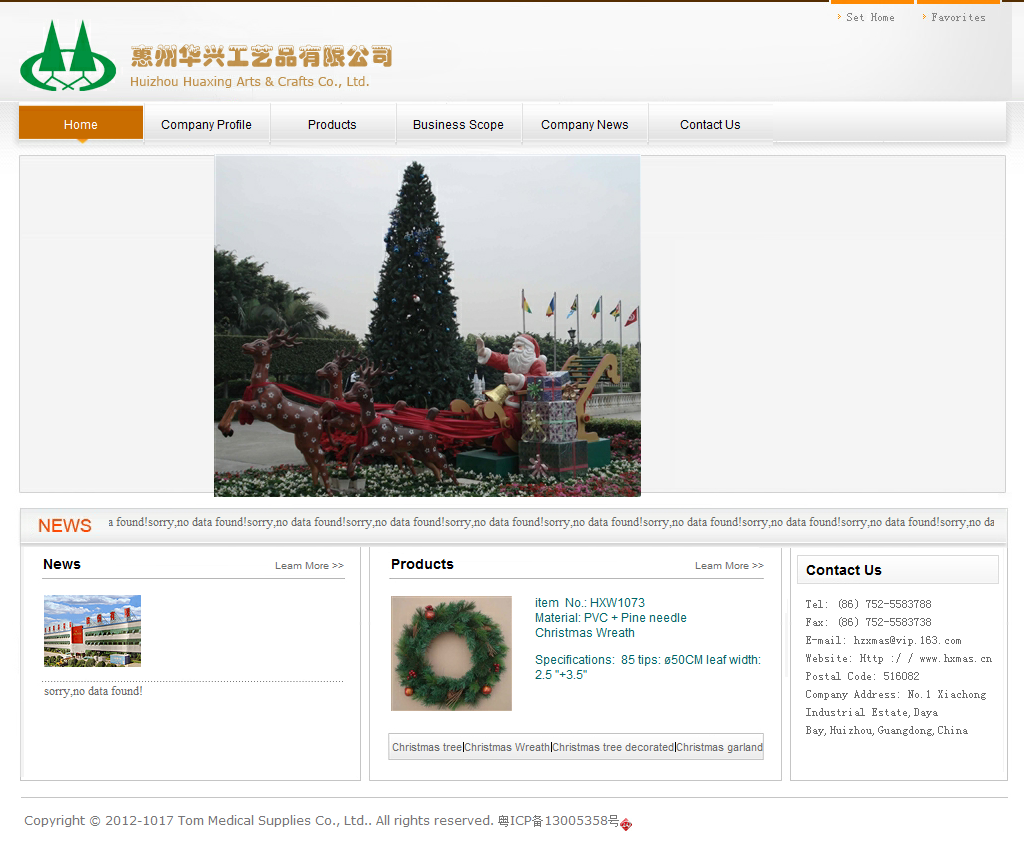 Set Home
Favorites
惠州华兴工艺品有限公司
Huizhou Huaxing Arts & Crafts Co., Ltd.
Home
Company Profile
Products
Business Scope
Company News
Contact Us
NEWS
a found!sorry,no data found!sorry,no data found!sorry,no data found!sorry,no data found!sorry,no data found!sorry,no data found!sorry,no data found!sorry,no data found!sorry,no da
News
Learn More >>
sorry,no data found!
Products
Learn More >>
item No.: HXW1073
Material: PVC + Pine needle
Christmas Wreath
Specifications: 85 tips: ø50CM leaf width:
2.5 "+3.5"
Christmas tree|Christmas Wreath|Christmas tree decorated|Christmas garland
Contact Us
Tel: (86) 752-5583788
Fax: (86) 752-5583738
E-mail: hzxmas@vip.163.com
Website: Http :/ / www.hxmas.cn
Postal Code: 516082
Company Address: No.1 Xiachong
Industrial Estate,Daya
Bay,Huizhou,Guangdong,China
Copyright © 2012-1017 Tom Medical Supplies Co., Ltd.. All rights reserved. 粤ICP备13005358号